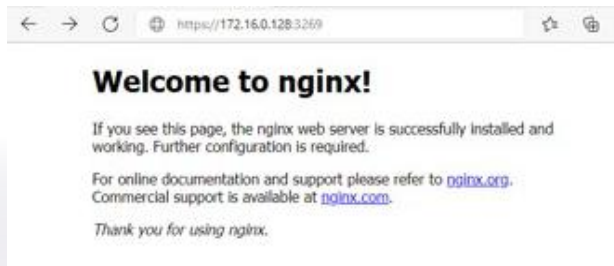 https://172.16.0.128:3269
Welcome to nginx!
If you see this page, the nginx web server is successfully installed and
working. Further configuration is required.
For online documentation and support please refer to nginx.org.
Commercial support is available at nginx.com.
Thank you for using nginx.